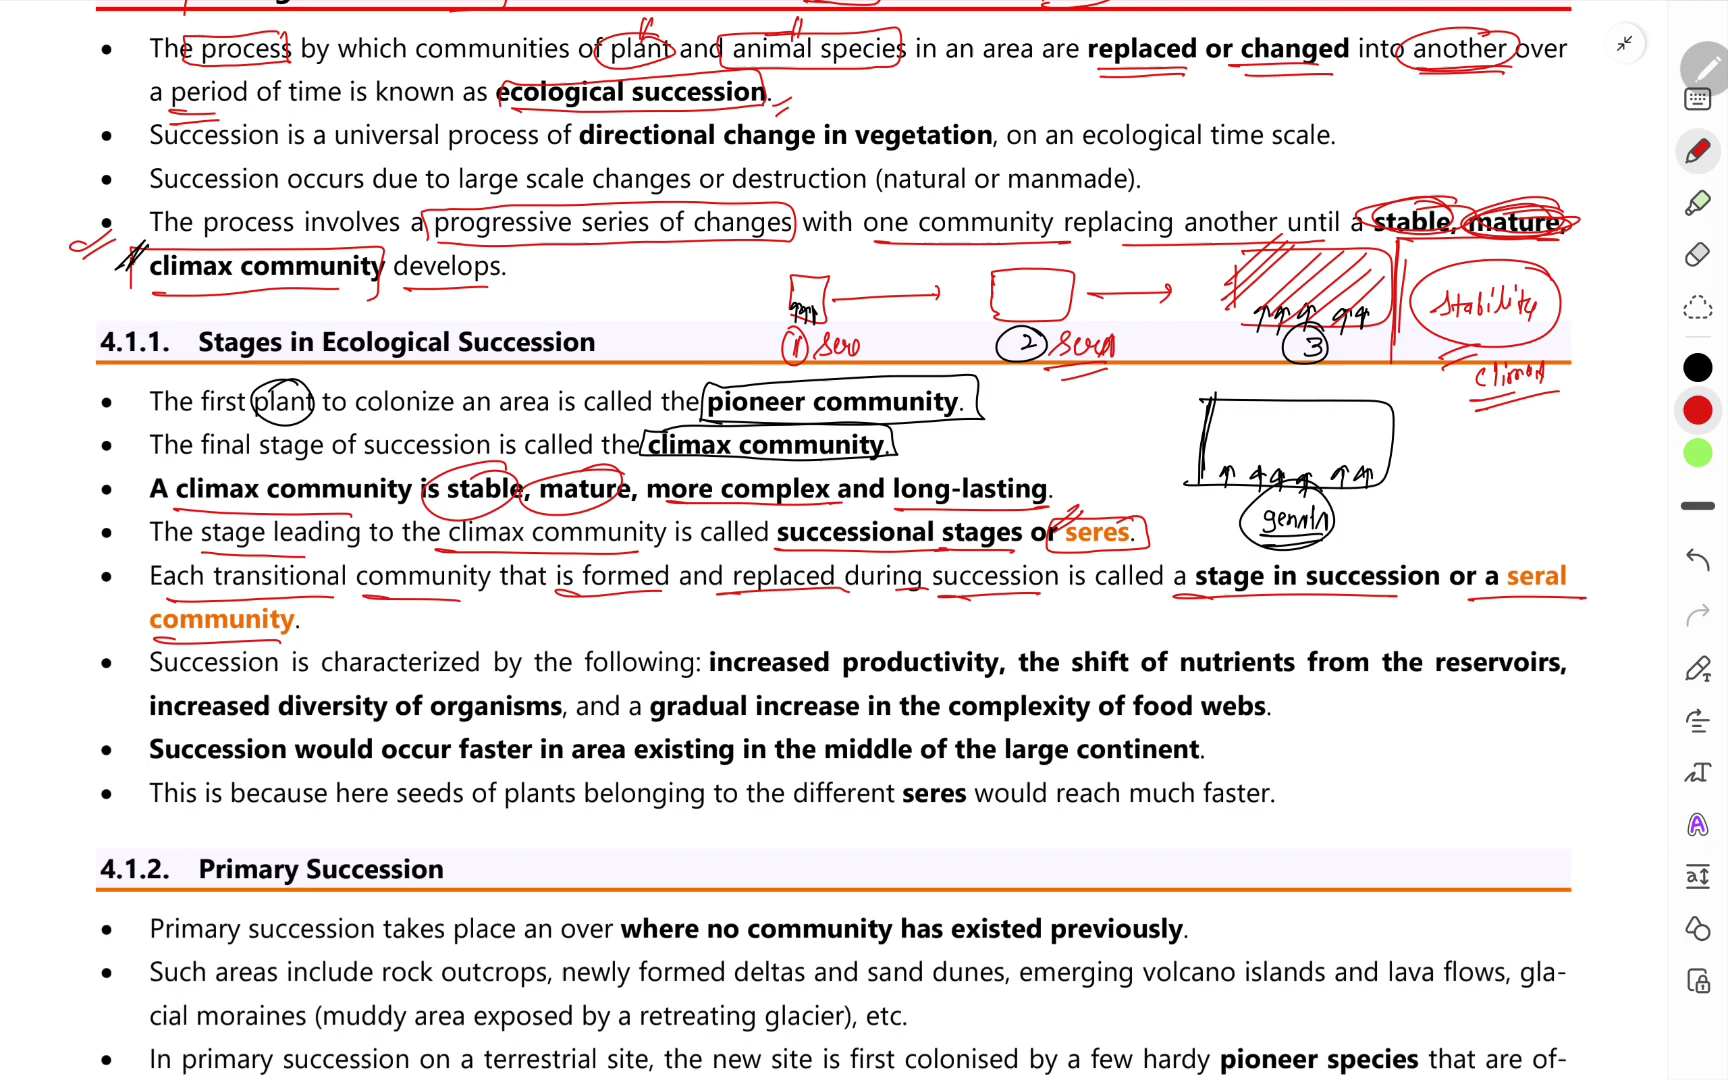 • The process by which communities of plant and animal species in an area are replaced or changed into another over
a period of time is known as ecological succession.
• Succession is a universal process of directional change in vegetation, on an ecological time scale.
• Succession occurs due to large scale changes or destruction (natural or manmade).
• The process involves a progressive series of changes with one community replacing another until a stable, mature,
climax community develops.
stability
4.1.1. Stages in Ecological Succession
1 2 3
climax
• The first plant to colonize an area is called the pioneer community.
• The final stage of succession is called the climax community.
• A climax community is stable, mature, more complex and long-lasting.
• The stage leading to the climax community is called successional stages or seres.
• Each transitional community that is formed and replaced during succession is called a stage in succession or a seral
community.
• Succession is characterized by the following: increased productivity, the shift of nutrients from the reservoirs,
increased diversity of organisms, and a gradual increase in the complexity of food webs.
• Succession would occur faster in area existing in the middle of the large continent.
• This is because here seeds of plants belonging to the different seres would reach much faster.
4.1.2. Primary Succession
• Primary succession takes place an over where no community has existed previously.
• Such areas include rock outcrops, newly formed deltas and sand dunes, emerging volcano islands and lava flows, gla-
cial moraines (muddy area exposed by a retreating glacier), etc.
• In primary succession on a terrestrial site, the new site is first colonised by a few hardy pioneer species that are of-